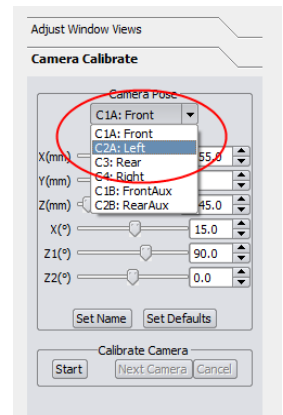 Adjust Window Views
Camera Calibrate
Camera Pose
C1A: Front
C1A: Front
C2A: Left
C3: Rear
C4: Right
C1B: FrontAux
C2B: RearAux
X(mm) 55.0
Y(mm)
Z(mm) 45.0
X(°) 15.0
Z1(°) 90.0
Z2(°) 0.0
Set Name Set Defaults
Calibrate Camera
Start Next Camera Cancel